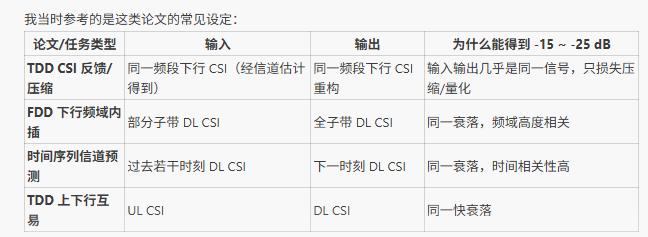 我当时参考的是这类论文的常见设定：
论文/任务类型 输入 输出 为什么能得到 -15 ~ -25 dB
TDD CSI 反馈/ 同一频段下行 CSI（经信道估计 同一频段下行 CSI 输入输出几乎是同一信号，只损失压
压缩 得到） 重构 缩/量化
FDD 下行频域内 部分子带 DL CSI 全子带 DL CSI 同一衰落，频域高度相关
插
时间序列信道预 过去若干时刻 DL CSI 下一时刻 DL CSI 同一衰落，时间相关性高
测
TDD 上下行互 UL CSI DL CSI 同一快衰落
易